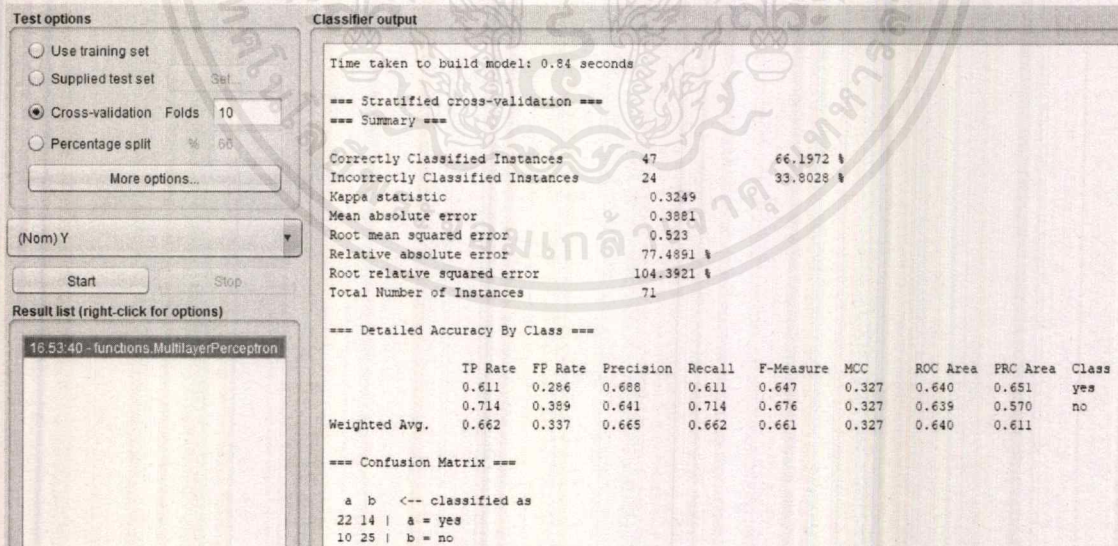 Test options
Use training set
Supplied test set Set...
Cross-validation Folds 10
Percentage split % 66
More options...
(Nom) Y
Start Stop
Result list (right-click for options)
16:53:40 - functions.MultilayerPerceptron
Classifier output
Time taken to build model: 0.84 seconds
=== Stratified cross-validation ===
=== Summary ===
Correctly Classified Instances 47 66.1972 %
Incorrectly Classified Instances 24 33.8028 %
Kappa statistic 0.3249
Mean absolute error 0.3881
Root mean squared error 0.523
Relative absolute error 77.4891 %
Root relative squared error 104.3921 %
Total Number of Instances 71
=== Detailed Accuracy By Class ===
TP Rate FP Rate Precision Recall F-Measure MCC ROC Area PRC Area Class
0.611 0.286 0.688 0.611 0.647 0.327 0.640 0.651 yes
0.714 0.389 0.641 0.714 0.676 0.327 0.639 0.570 no
Weighted Avg. 0.662 0.337 0.665 0.662 0.661 0.327 0.640 0.611
=== Confusion Matrix ===
a b <-- classified as
22 14 | a = yes
10 25 | b = no